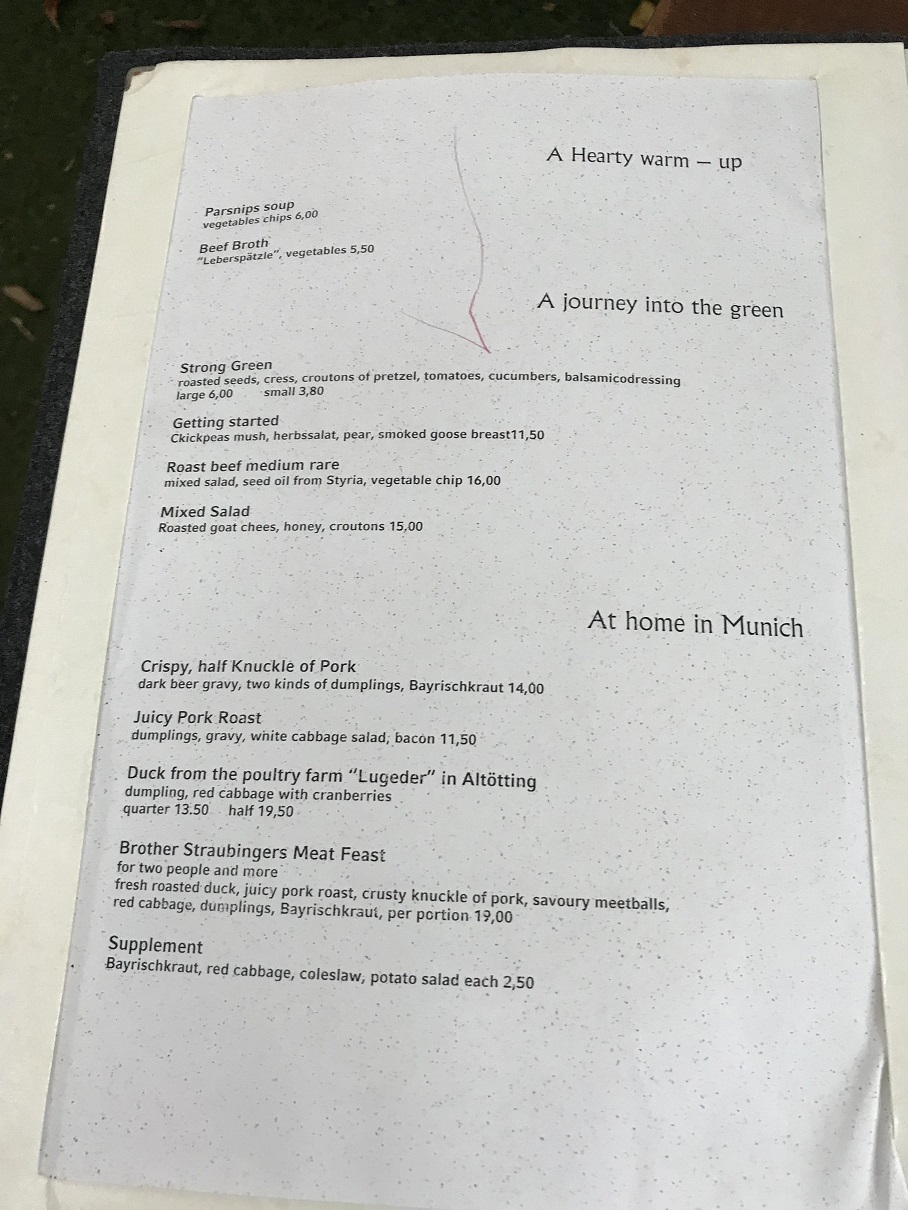 A Hearty warm – up
Parsnips soup
vegetables chips 6,00
Beef Broth
"Leberspätzle", vegetables 5,50
A journey into the green
Strong Green
roasted seeds, cress, croutons of pretzel, tomatoes, cucumbers, balsamicodressing
large 6,00 small 3,80
Getting started
Ckickpeas mush, herbssalat, pear, smoked goose breast11,50
Roast beef medium rare
mixed salad, seed oil from Styria, vegetable chip 16,00
Mixed Salad
Roasted goat chees, honey, croutons 15,00
At home in Munich
Crispy, half Knuckle of Pork
dark beer gravy, two kinds of dumplings, Bayrischkraut 14,00
Juicy Pork Roast
dumplings, gravy, white cabbage salad, bacon 11,50
Duck from the poultry farm "Lugeder" in Altötting
dumpling, red cabbage with cranberries
quarter 13.50 half 19,50
Brother Straubingers Meat Feast
for two people and more
fresh roasted duck, juicy pork roast, crusty knuckle of pork, savoury meetballs,
red cabbage, dumplings, Bayrischkraut, per portion 19,00
Supplement
Bayrischkraut, red cabbage, coleslaw, potato salad each 2,50